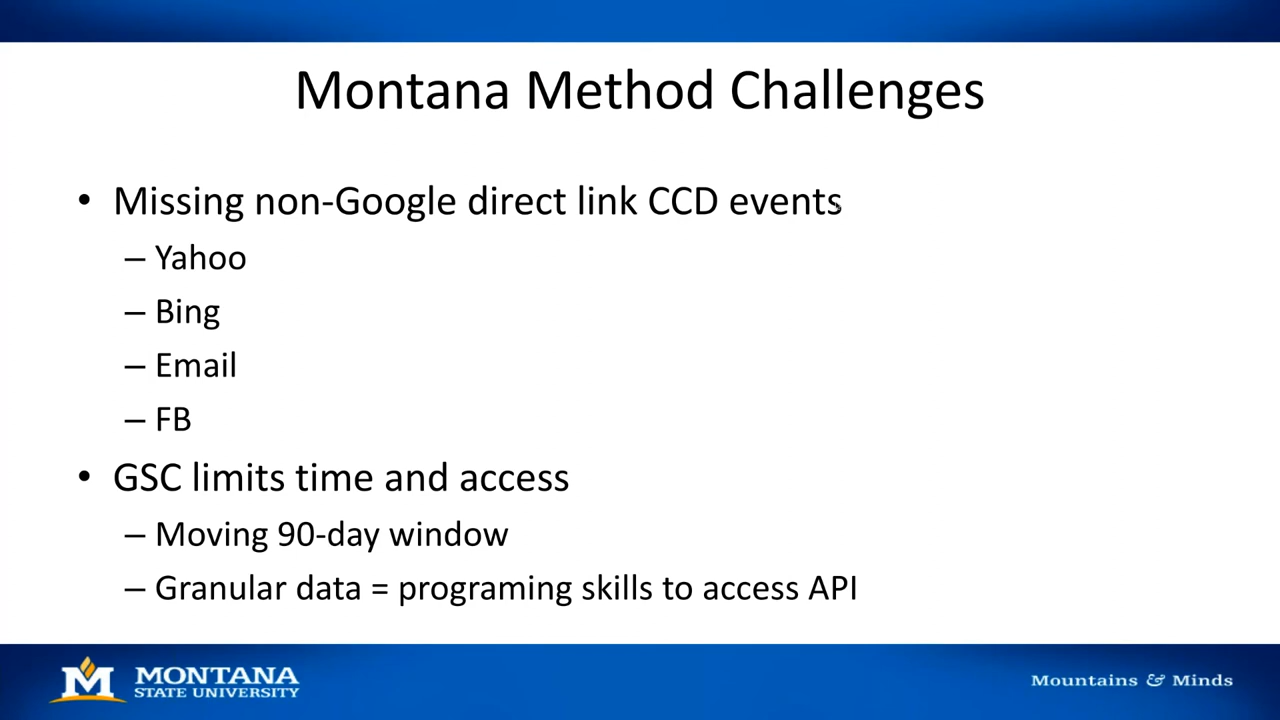 Montana Method Challenges
• Missing non-Google direct link CCD events
– Yahoo
– Bing
– Email
– FB
• GSC limits time and access
– Moving 90-day window
– Granular data = programing skills to access API
M MONTANA
STATE UNIVERSITY
Mountains & Minds